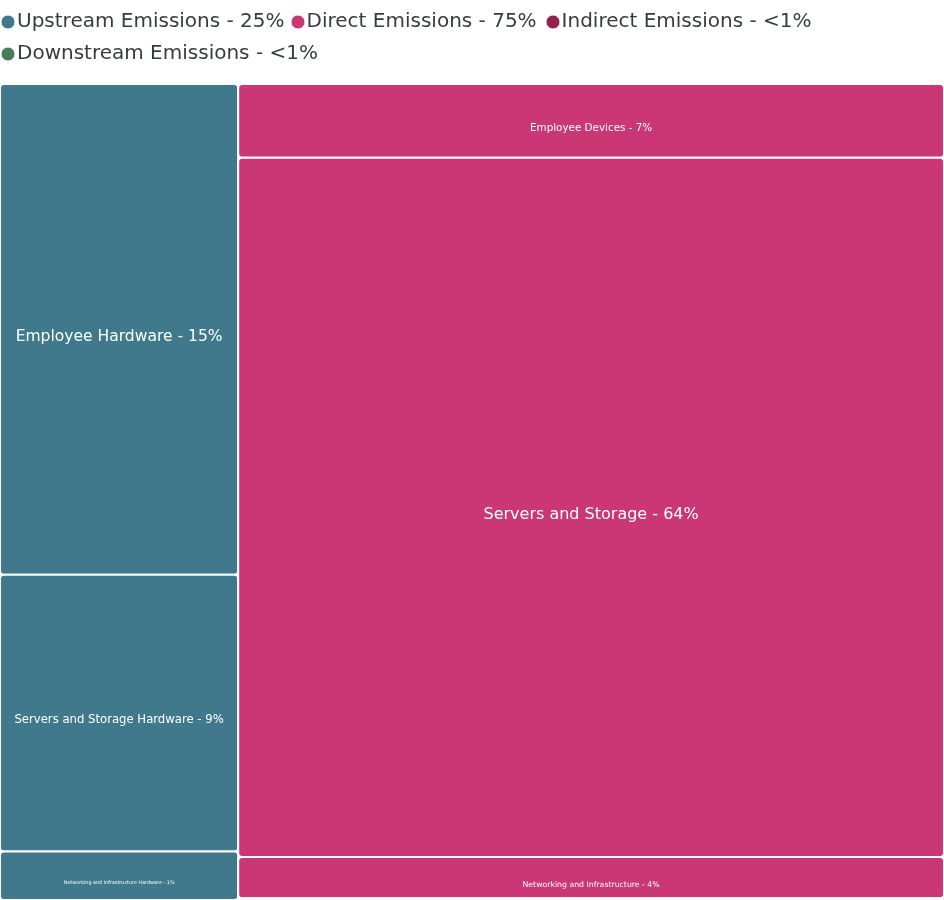 Upstream Emissions - 25% Direct Emissions - 75% Indirect Emissions - <1%
Downstream Emissions - <1%
Employee Devices - 7%
Employee Hardware - 15%
Servers and Storage - 64%
Servers and Storage Hardware - 9%
Networking and Infrastructure Hardware - 1%
Networking and Infrastructure - 4%